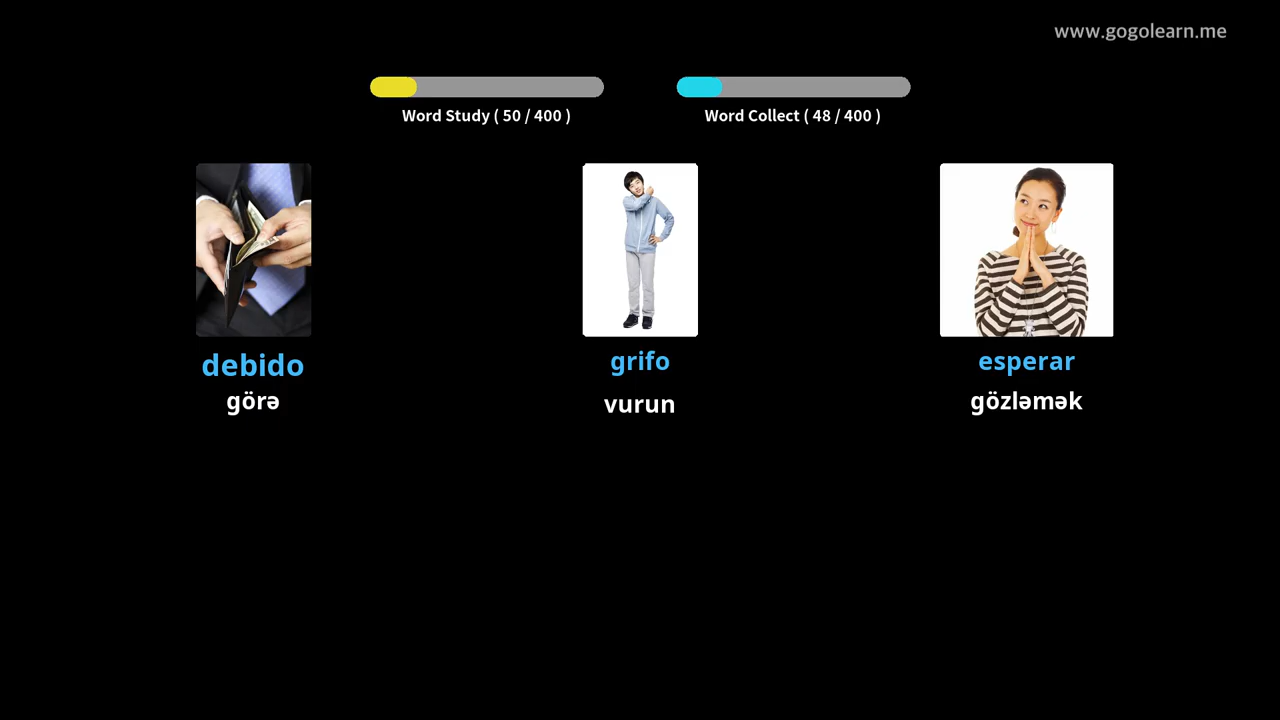 www.gogolearn.me
Word Study ( 50 / 400 )
Word Collect ( 48 / 400 )
debido
görə
grifo
vurun
esperar
gözləmək